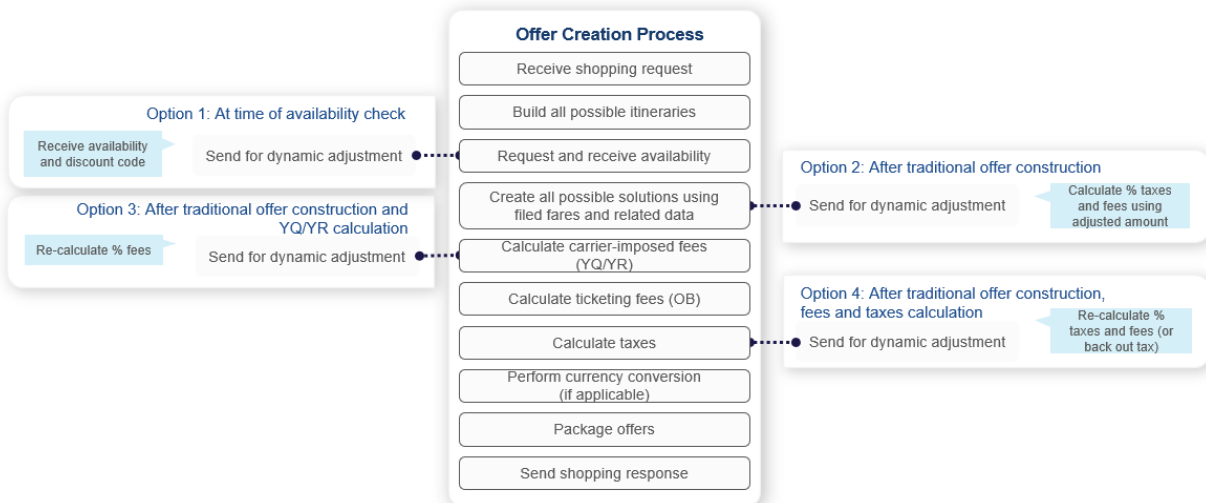 Offer Creation Process
Receive shopping request
Build all possible itineraries
Request and receive availability
Create all possible solutions using
filed fares and related data
Calculate carrier-imposed fees
(YQ/YR)
Calculate ticketing fees (OB)
Calculate taxes
Perform currency conversion
(if applicable)
Package offers
Send shopping response
Option 1: At time of availability check
Receive availability
and discount code
Send for dynamic adjustment
Option 2: After traditional offer construction
Send for dynamic adjustment
Calculate % taxes
and fees using
adjusted amount
Option 3: After traditional offer construction and
YQ/YR calculation
Re-calculate % fees
Send for dynamic adjustment
Option 4: After traditional offer construction,
fees and taxes calculation
Send for dynamic adjustment
Re-calculate %
taxes and fees (or
back out tax)